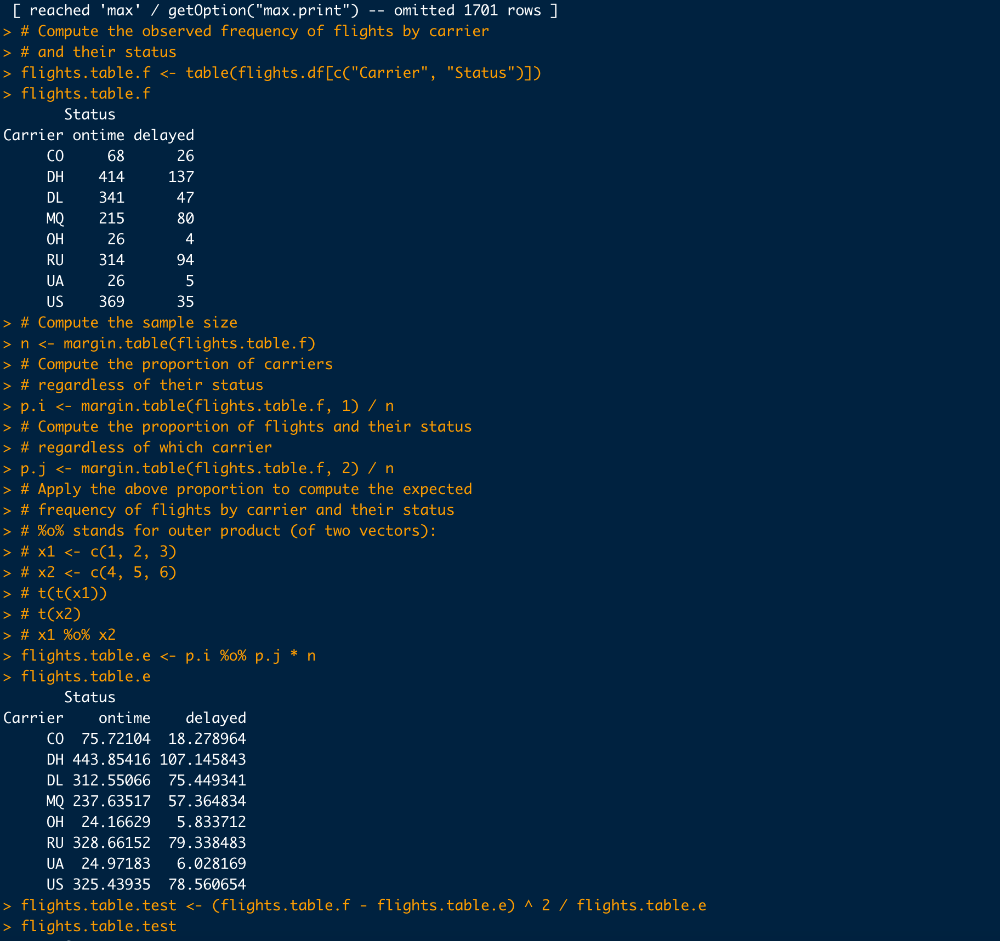 [ reached 'max' / getOption("max.print") -- omitted 1701 rows ]
> # Compute the observed frequency of flights by carrier
> # and their status
> flights.table.f <- table(flights.df[c("Carrier", "Status")])
> flights.table.f
       Status
Carrier ontime delayed
     CO     68      26
     DH    414     137
     DL    341      47
     MQ    215      80
     OH     26       4
     RU    314      94
     UA     26       5
     US    369      35
> # Compute the sample size
> n <- margin.table(flights.table.f)
> # Compute the proportion of carriers
> # regardless of their status
> p.i <- margin.table(flights.table.f, 1) / n
> # Compute the proportion of flights and their status
> # regardless of which carrier
> p.j <- margin.table(flights.table.f, 2) / n
> # Apply the above proportion to compute the expected
> # frequency of flights by carrier and their status
> # %o% stands for outer product (of two vectors):
> # x1 <- c(1, 2, 3)
> # x2 <- c(4, 5, 6)
> # t(t(x1))
> # t(x2)
> # x1 %o% x2
> flights.table.e <- p.i %o% p.j * n
> flights.table.e
       Status
Carrier    ontime    delayed
     CO  75.72104  18.278964
     DH 443.85416 107.145843
     DL 312.55066  75.449341
     MQ 237.63517  57.364834
     OH  24.16629   5.833712
     RU 328.66152  79.338483
     UA  24.97183   6.028169
     US 325.43935  78.560654
> flights.table.test <- (flights.table.f - flights.table.e) ^ 2 / flights.table.e
> flights.table.test